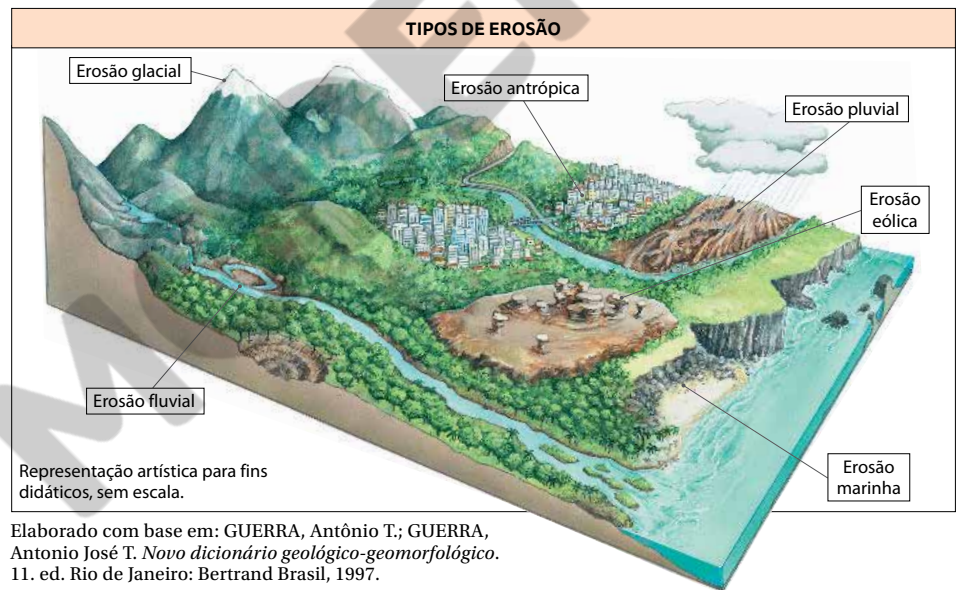 TIPOS DE EROSÃO
Erosão glacial
Erosão antrópica
Erosão pluvial
Erosão
eólica
Erosão fluvial
Erosão
marinha
Representação artística para fins
didáticos, sem escala.
Elaborado com base em: GUERRA, Antônio T.; GUERRA,
Antonio José T. Novo dicionário geológico-geomorfológico.
11. ed. Rio de Janeiro: Bertrand Brasil, 1997.